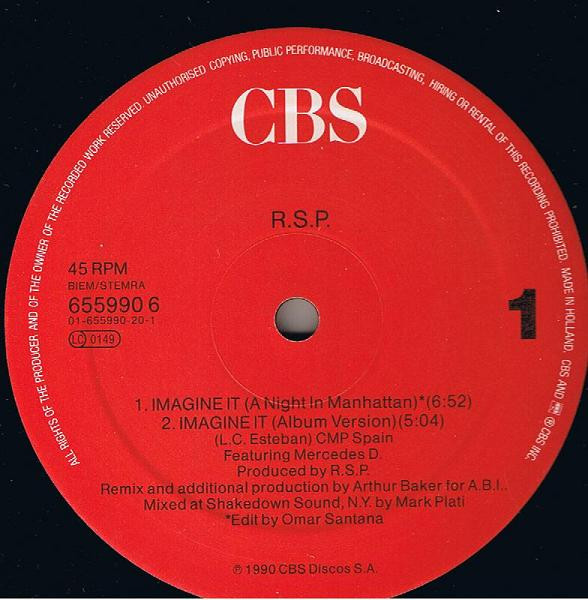 ALL RIGHTS OF THE PRODUCER AND OF THE OWNER OF THE RECORDED WORK RESERVED. UNAUTHORISED COPYING, PUBLIC PERFORMANCE, BROADCASTING, HIRING OR RENTAL OF THIS RECORDING PROHIBITED. MADE IN HOLLAND. CBS AND ® CBS INC.
CBS
R.S.P.
45 RPM
BIEM/STEMRA
655990 6
01-655990-20-1
LC 0149
1
1. IMAGINE IT (A Night In Manhattan)*(6:52)
2. IMAGINE IT (Album Version)(5:04)
(L.C. Esteban) CMP Spain
Featuring Mercedes D.
Produced by R.S.P.
Remix and additional production by Arthur Baker for A.B.I..
Mixed at Shakedown Sound, N.Y. by Mark Plati
*Edit by Omar Santana
℗ 1990 CBS Discos S.A.